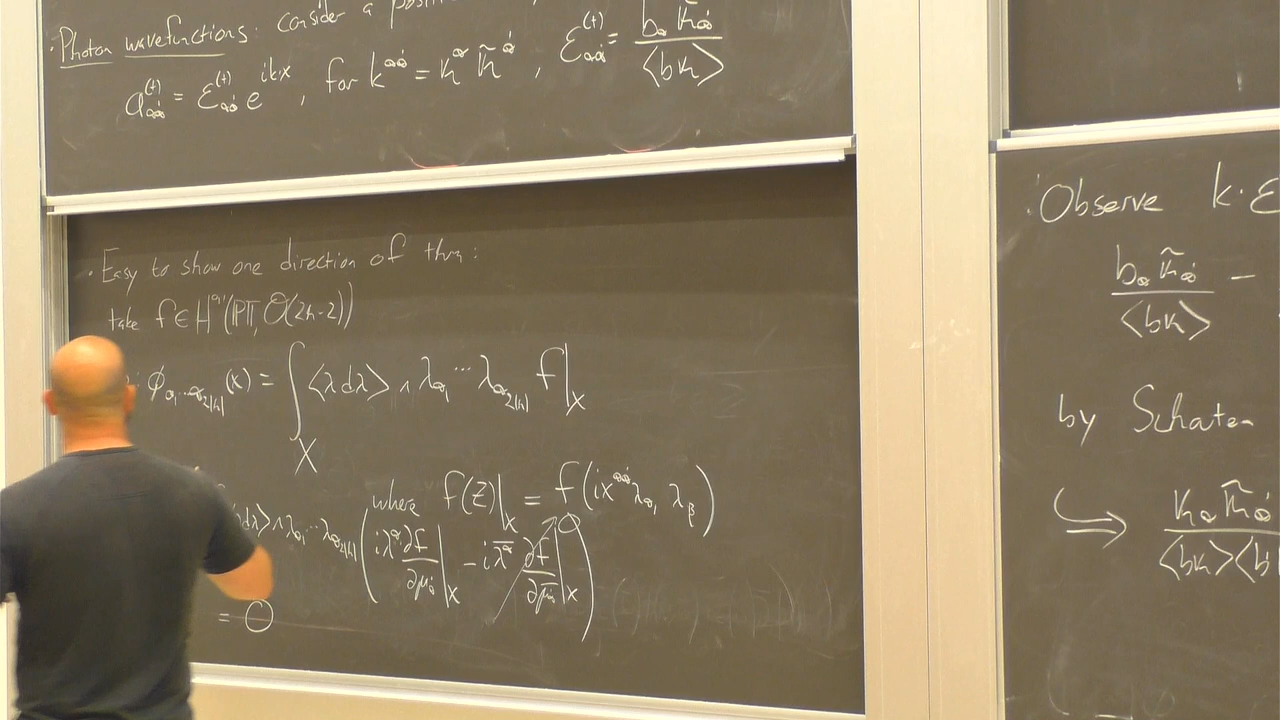 · Photon wavefunctions: Consider a
a^{(+)}_{αα̇} = ε^{(+)}_{αα̇} e^{ik·x} , for k^{αα̇} = κ^α κ̃^{α̇} , ε^{(+)}_{αα̇} = b_α κ̃_{α̇} / ⟨bκ⟩
· Easy to show one direction of thm:
take f ∈ H^{0,1}(PT, O(2h-2))
ϕ_{α_1...α_{2|h|}}(x) = ∫_X ⟨λdλ⟩ ∧ λ_{α_1} ... λ_{α_{2|h|}} f|_X
where f(Z)|_X = f(ix^{αα̇}λ_α, λ_β)
dλ⟩ ∧ λ_{α_1} ... λ_{α_{2|h|}} ( iλ^α ∂f/∂μ^{α̇}|_X - iλ̄^α ∂f/∂μ̄^{α̇}|_X ) 0
= 0
· Observe k·ε
b_α κ̃_{α̇} / ⟨bκ⟩ -
by Schouten
↪ κ_α κ̃_{α̇} / ⟨bκ⟩⟨b